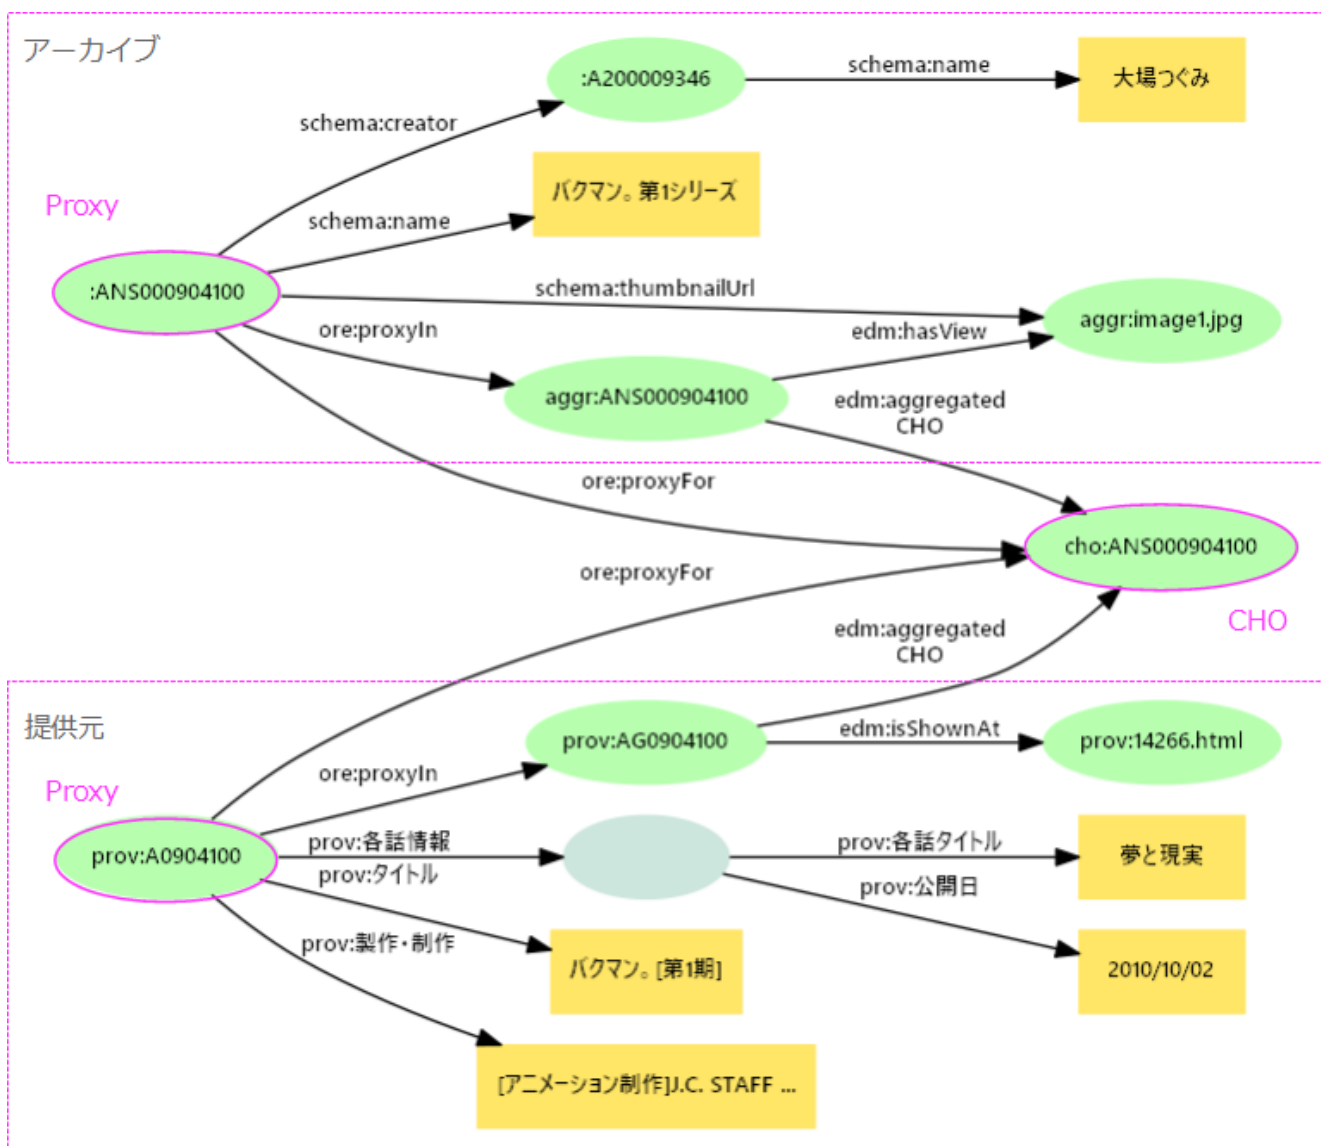 アーカイブ
:A200009346
schema:name
大場つぐみ
schema:creator
バクマン。第1シリーズ
Proxy
schema:name
:ANS000904100
schema:thumbnailUrl
aggr:image1.jpg
ore:proxyIn
edm:hasView
aggr:ANS000904100
edm:aggregated
CHO
ore:proxyFor
cho:ANS000904100
ore:proxyFor
CHO
edm:aggregated
CHO
提供元
prov:AG0904100
edm:isShownAt
prov:14266.html
ore:proxyIn
Proxy
prov:A0904100
prov:各話情報
prov:各話タイトル
夢と現実
prov:タイトル
prov:公開日
prov:製作・制作
バクマン。[第1期]
2010/10/02
[アニメーション制作]J.C. STAFF ...